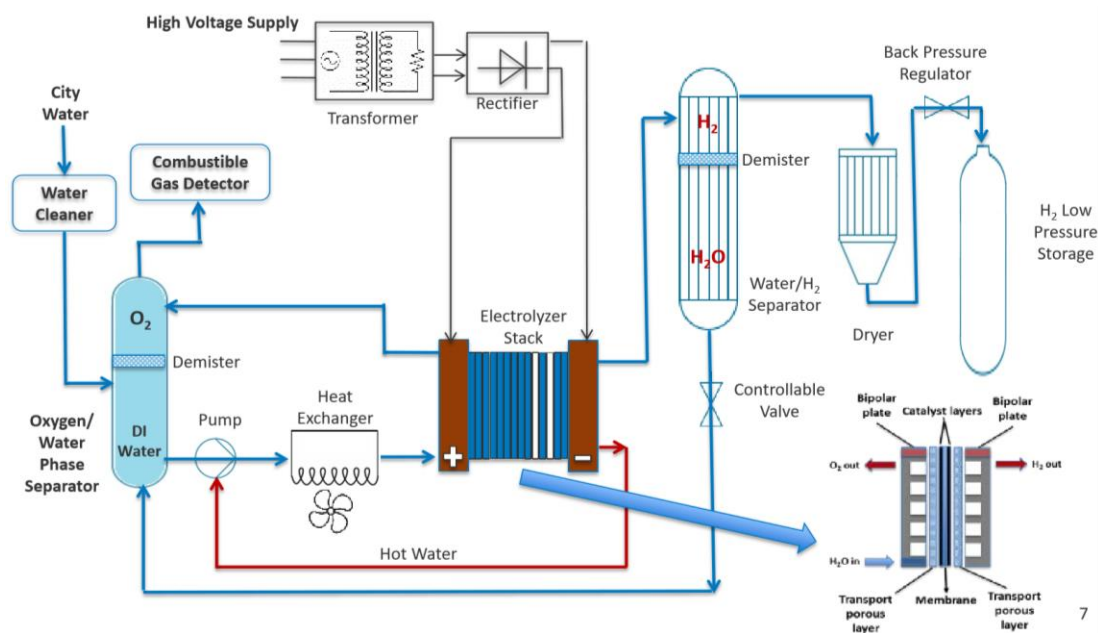 High Voltage Supply
Transformer
Rectifier
City
Water
Water
Cleaner
Combustible
Gas Detector
O₂
Demister
DI
Water
Oxygen/
Water
Phase
Separator
Pump
Heat
Exchanger
Hot Water
Electrolyzer
Stack
+
−
H₂
Demister
H₂O
Water/H₂
Separator
Controllable
Valve
Back Pressure
Regulator
Dryer
H₂ Low
Pressure
Storage
Bipolar
plate
Catalyst layers
Bipolar
plate
O₂ out
H₂ out
H₂O in
Transport
porous
layer
Membrane
Transport
porous
layer
7